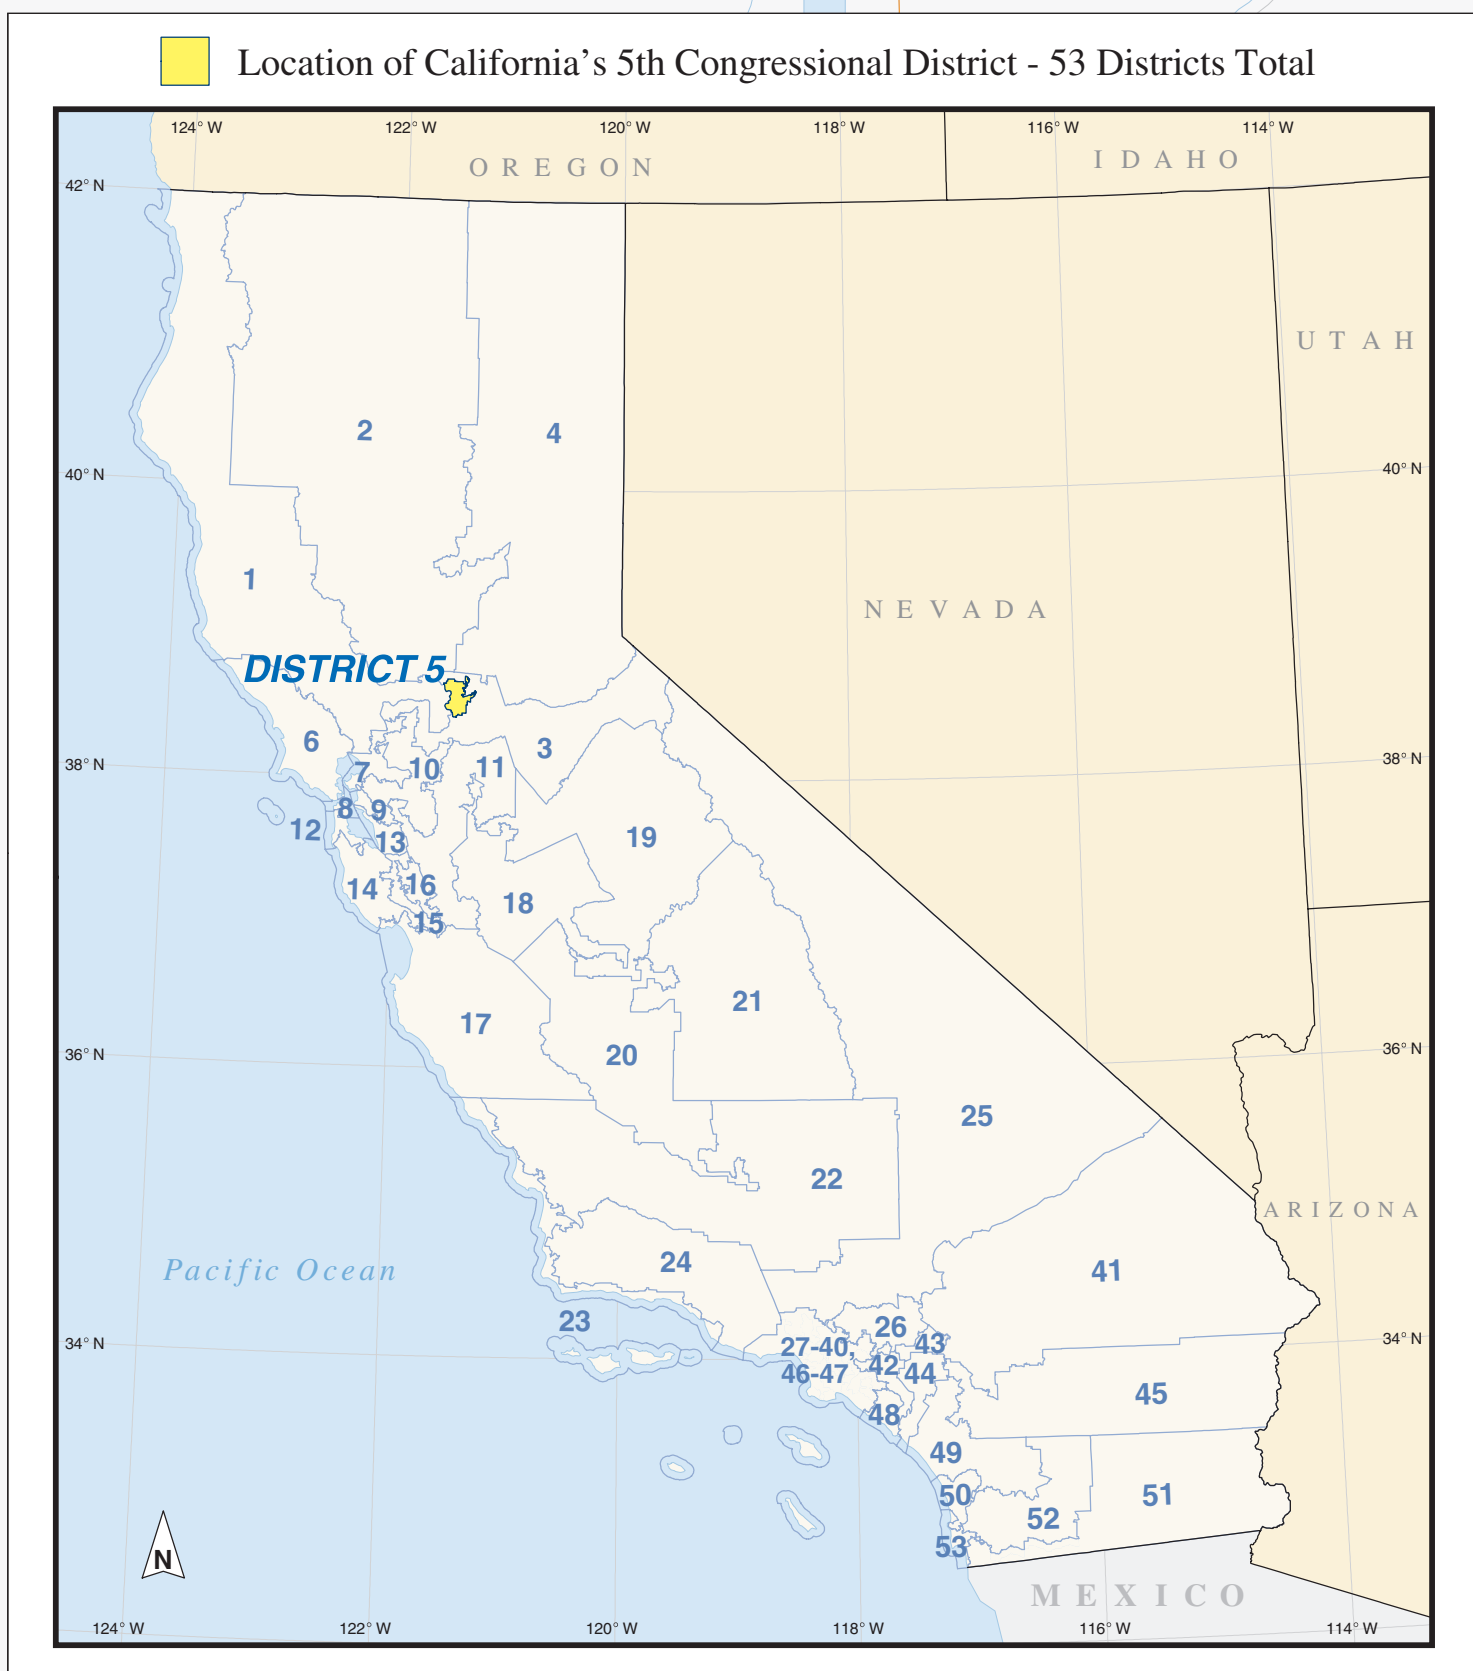 Location of California's 5th Congressional District - 53 Districts Total
124° W
122° W
120° W
118° W
116° W
114° W
OREGON
IDAHO
42° N
UTAH
2
4
40° N
40° N
1
NEVADA
DISTRICT 5
6
3
38° N
38° N
7
10
11
8
9
12
13
19
14
16
18
15
21
17
20
36° N
36° N
25
22
ARIZONA
Pacific Ocean
24
41
23
26
34° N
27-40,
43
34° N
46-47
42
44
45
48
49
50
51
52
53
N
MEXICO
124° W
122° W
120° W
118° W
116° W
114° W